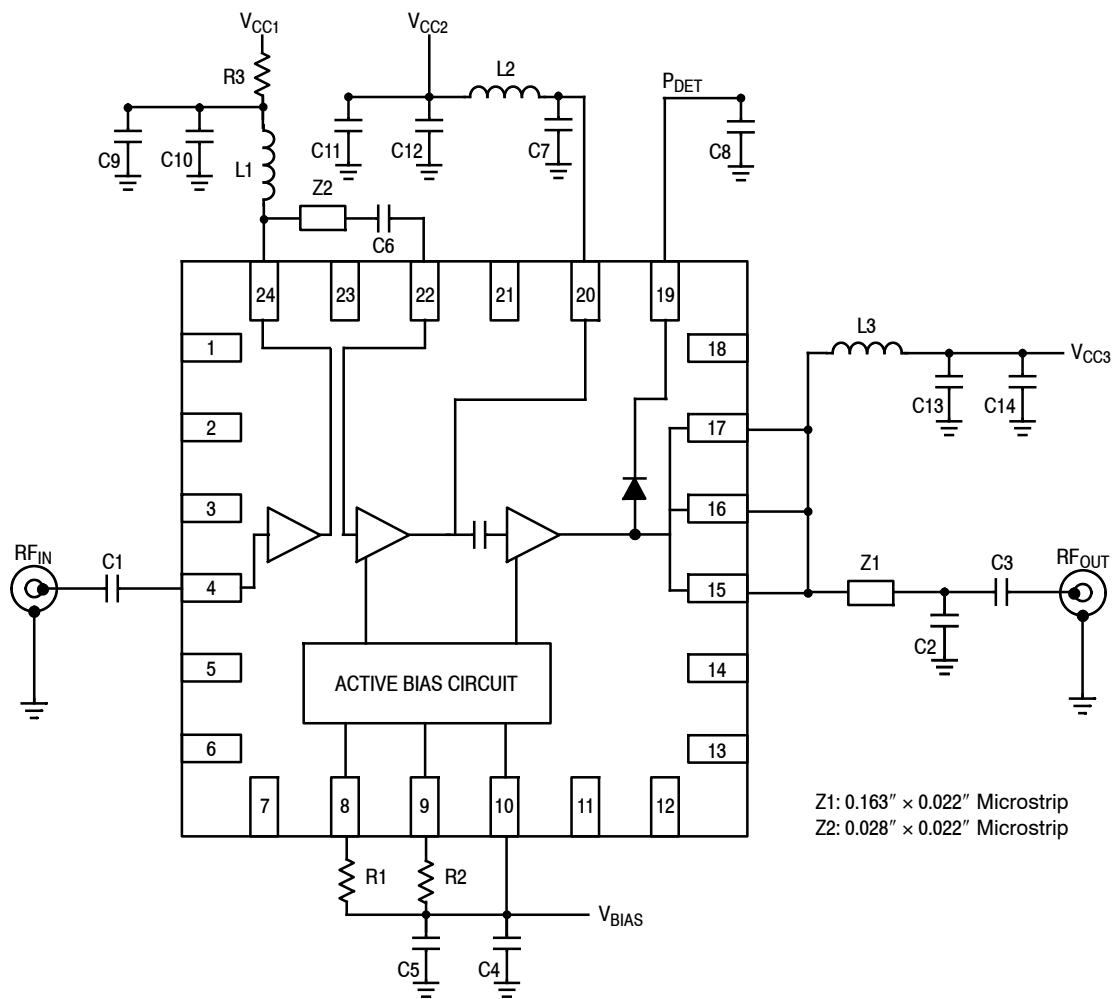 V_CC1
V_CC2
R3
L2
P_DET
C9
C10
L1
C11
C12
C7
C8
Z2
C6
24
23
22
21
20
19
1
18
L3
V_CC3
C13
C14
2
17
3
16
RF_IN
C1
4
15
Z1
C3
RF_OUT
C2
5
ACTIVE BIAS CIRCUIT
14
6
13
7
8
9
10
11
12
Z1: 0.163″ × 0.022″ Microstrip
Z2: 0.028″ × 0.022″ Microstrip
R1
R2
V_BIAS
C5
C4